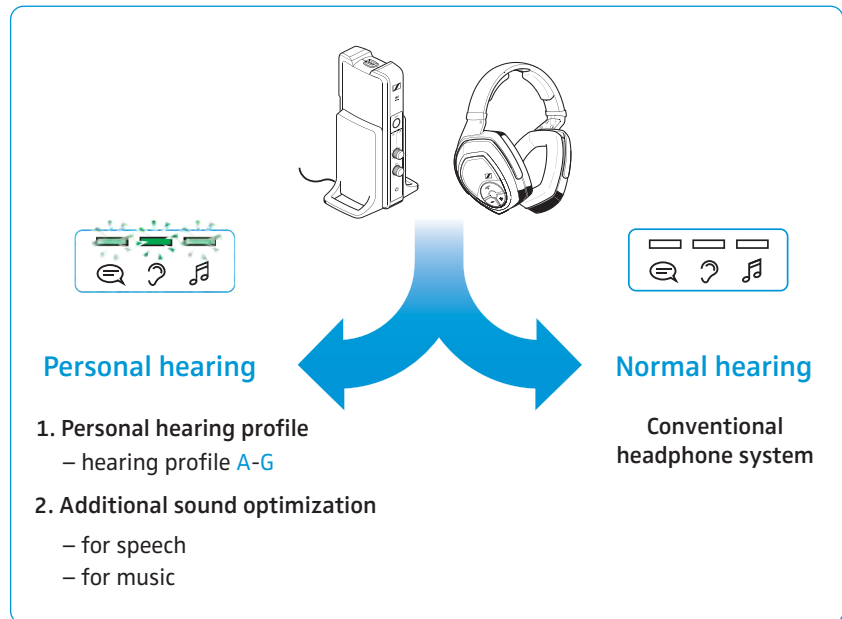 Personal hearing
1. Personal hearing profile
– hearing profile A-G
2. Additional sound optimization
– for speech
– for music
Normal hearing
Conventional
headphone system